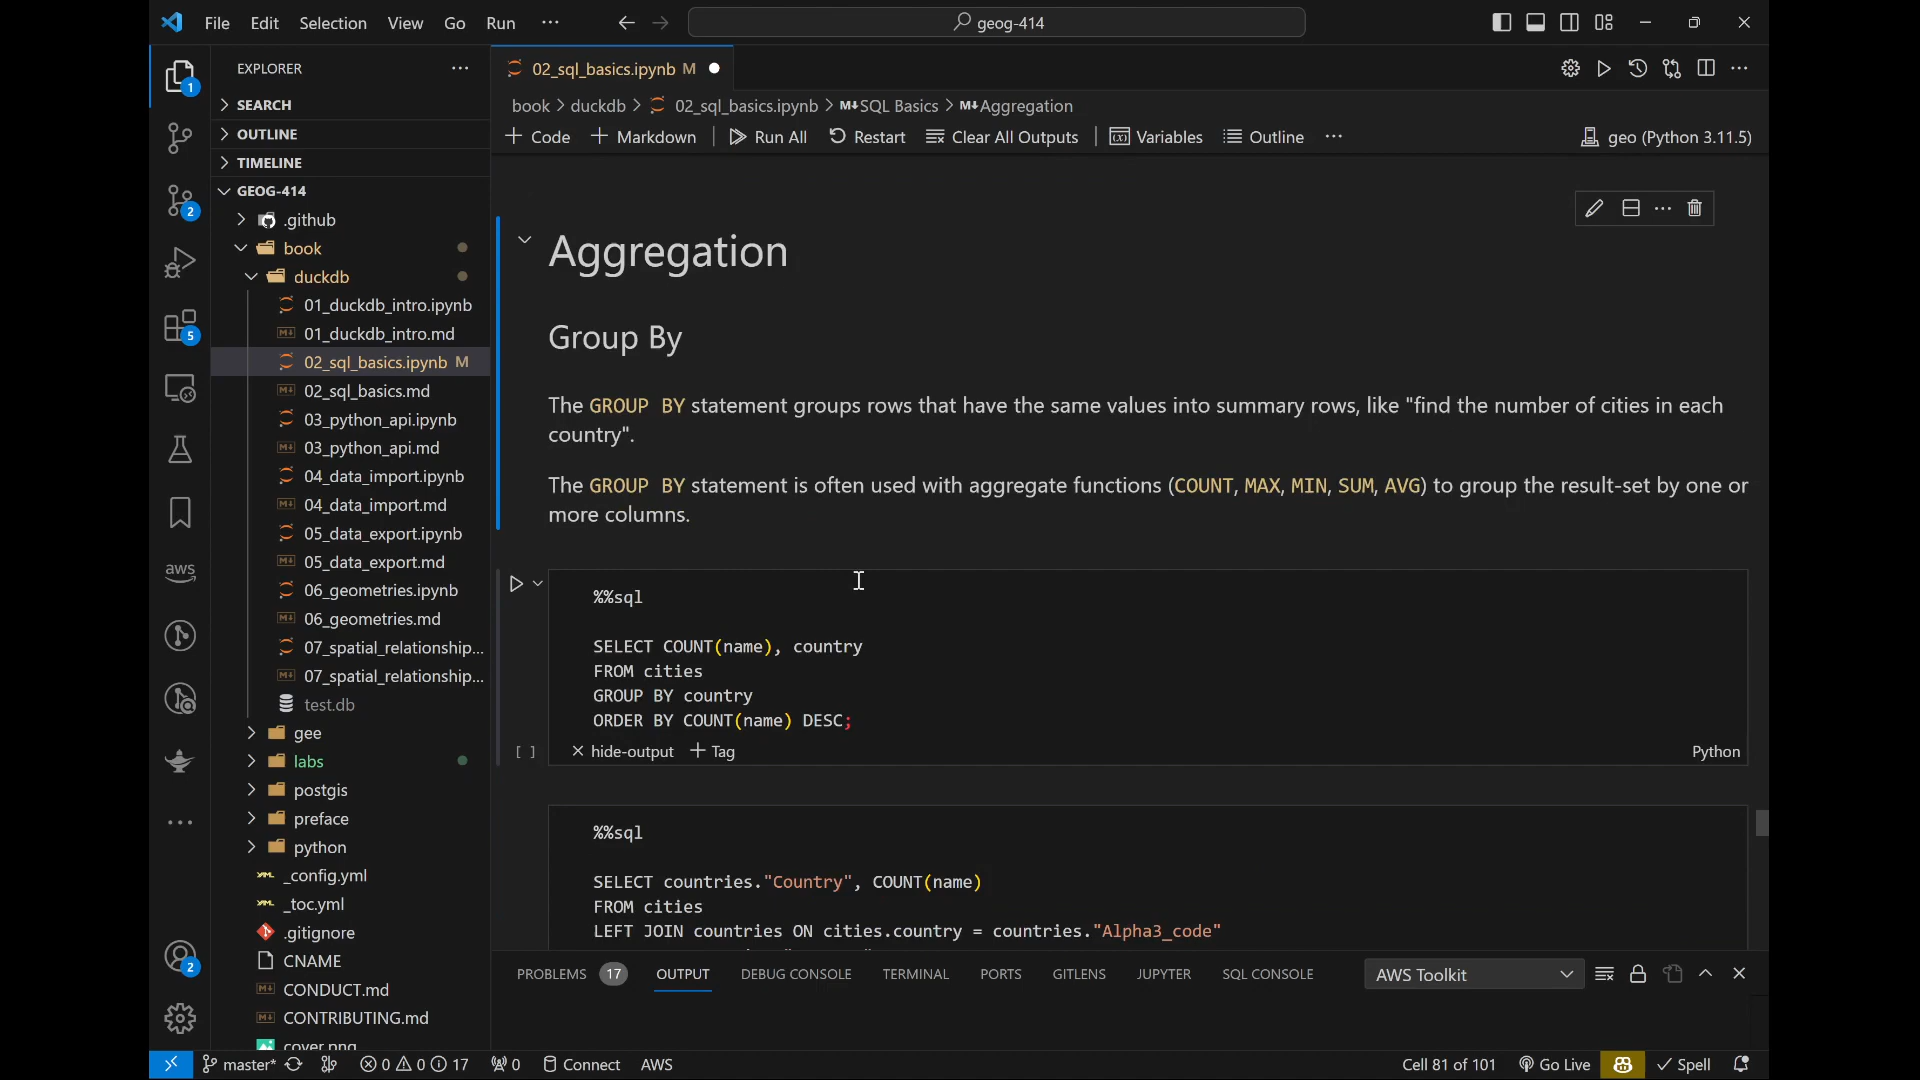 File Edit Selection View Go Run ...
geog-414
EXPLORER
02_sql_basics.ipynb M
SEARCH
book > duckdb > 02_sql_basics.ipynb > M↓SQL Basics > M↓Aggregation
OUTLINE
+ Code + Markdown Run All Restart Clear All Outputs Variables Outline ... geo (Python 3.11.5)
TIMELINE
GEOG-414
.github
book
duckdb
01_duckdb_intro.ipynb
01_duckdb_intro.md
02_sql_basics.ipynb M
02_sql_basics.md
03_python_api.ipynb
03_python_api.md
04_data_import.ipynb
04_data_import.md
05_data_export.ipynb
05_data_export.md
06_geometries.ipynb
06_geometries.md
07_spatial_relationship...
07_spatial_relationship...
test.db
gee
labs
postgis
preface
python
_config.yml
_toc.yml
.gitignore
CNAME
CONDUCT.md
CONTRIBUTING.md
cover.png
1
2
5
aws
2
Aggregation
Group By
The GROUP BY statement groups rows that have the same values into summary rows, like "find the number of cities in each
country".
The GROUP BY statement is often used with aggregate functions (COUNT, MAX, MIN, SUM, AVG) to group the result-set by one or
more columns.
%%sql
SELECT COUNT(name), country
FROM cities
GROUP BY country
ORDER BY COUNT(name) DESC;
[ ] × hide-output + Tag Python
%%sql
SELECT countries."Country", COUNT(name)
FROM cities
LEFT JOIN countries ON cities.country = countries."Alpha3_code"
PROBLEMS 17 OUTPUT DEBUG CONSOLE TERMINAL PORTS GITLENS JUPYTER SQL CONSOLE AWS Toolkit
master* 0 0 17 0 Connect AWS Cell 81 of 101 Go Live Spell